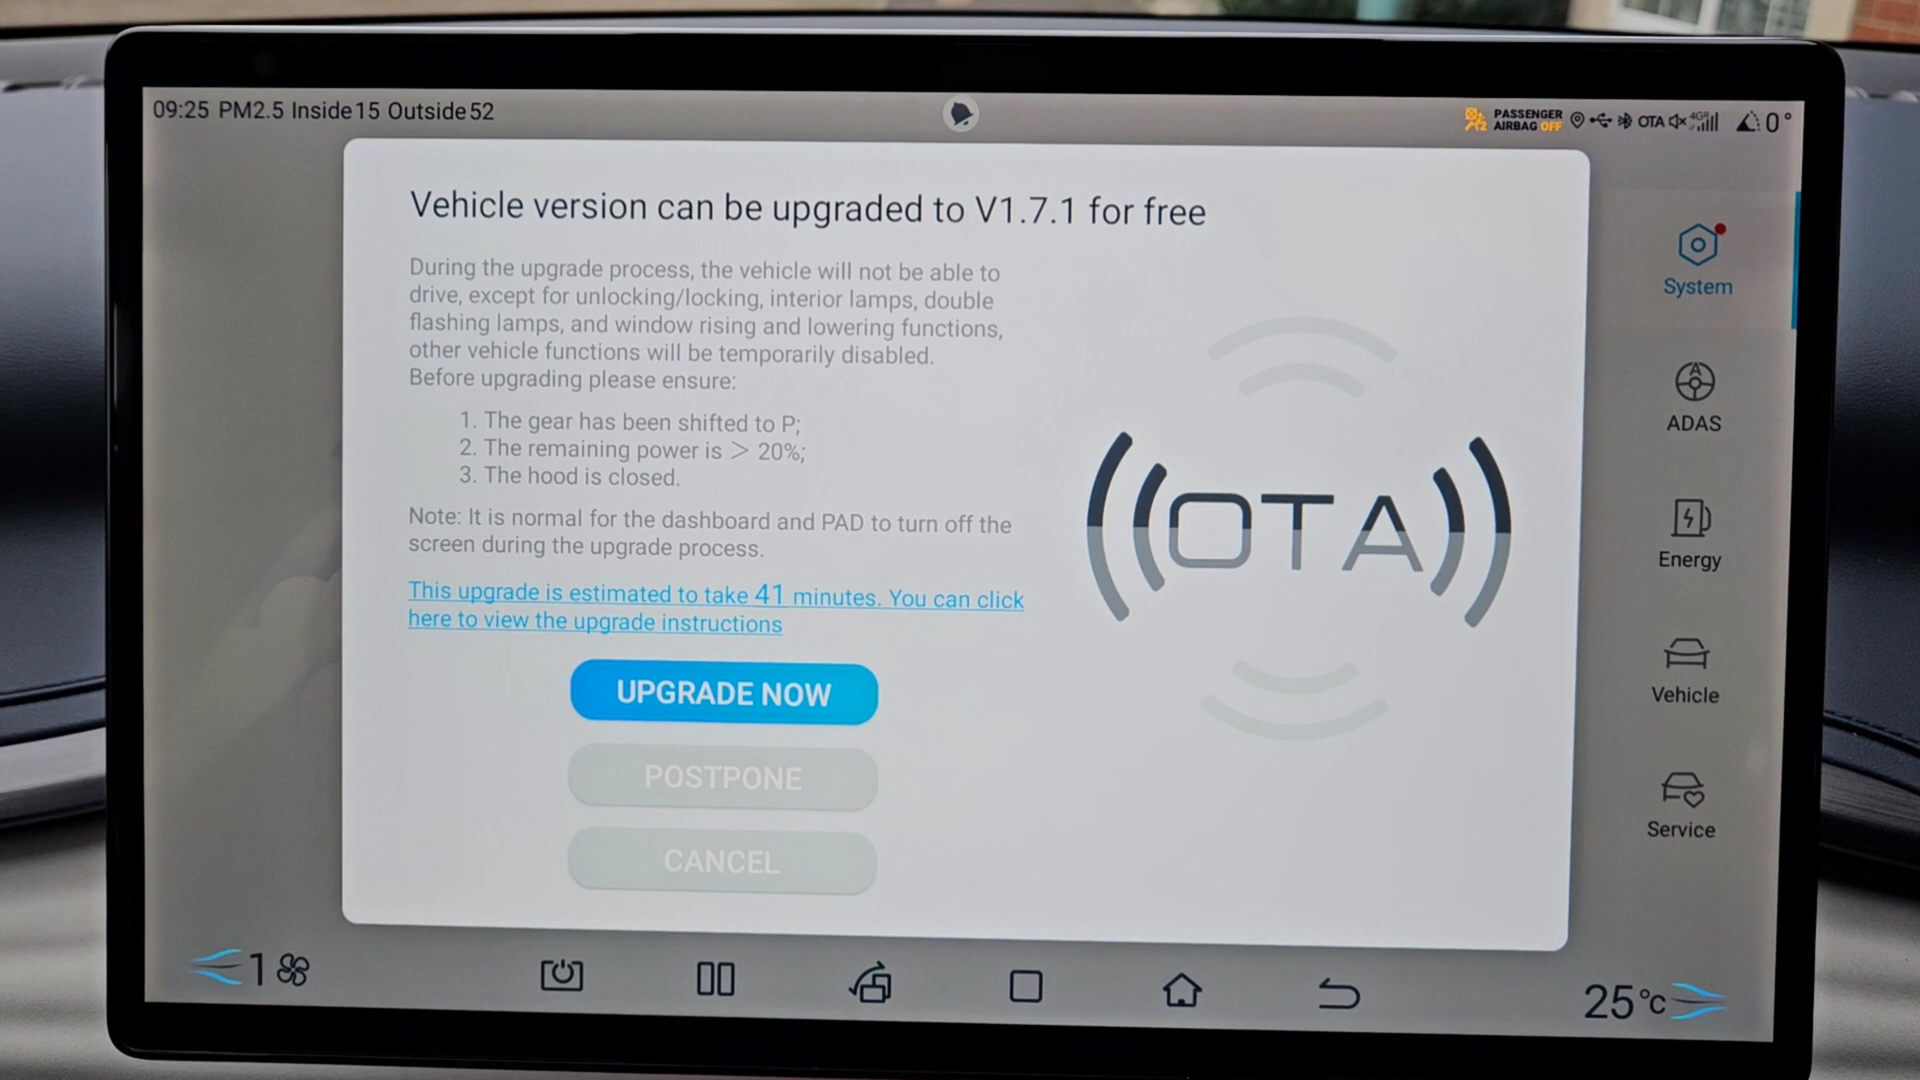 09:25 PM2.5 Inside15 Outside52
PASSENGER
AIRBAG OFF
OTA
4G
0°
Vehicle version can be upgraded to V1.7.1 for free
During the upgrade process, the vehicle will not be able to
drive, except for unlocking/locking, interior lamps, double
flashing lamps, and window rising and lowering functions,
other vehicle functions will be temporarily disabled.
Before upgrading please ensure:
1. The gear has been shifted to P;
2. The remaining power is > 20%;
3. The hood is closed.
Note: It is normal for the dashboard and PAD to turn off the
screen during the upgrade process.
This upgrade is estimated to take 41 minutes. You can click
here to view the upgrade instructions
UPGRADE NOW
POSTPONE
CANCEL
((OTA))
System
ADAS
Energy
Vehicle
Service
1
25°C